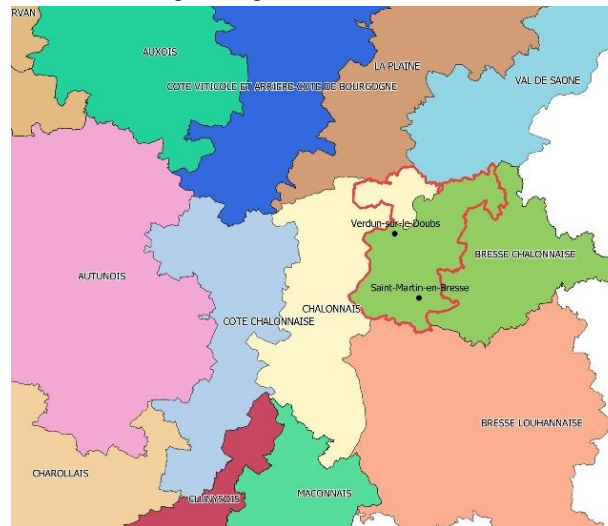 RVAN
AUXOIS
LA PLAINE
VAL DE SAONE
COTE VITICOLE ET ARRIERE-COTE DE BOURGOGNE
Verdun-sur-le-Doubs
BRESSE CHALONNAISE
AUTUNOIS
Saint-Martin-en-Bresse
CHALONNAIS
COTE CHALONNAISE
BRESSE LOUHANNAISE
CHAROLLAIS
CLUNYSOIS
MACONNAIS